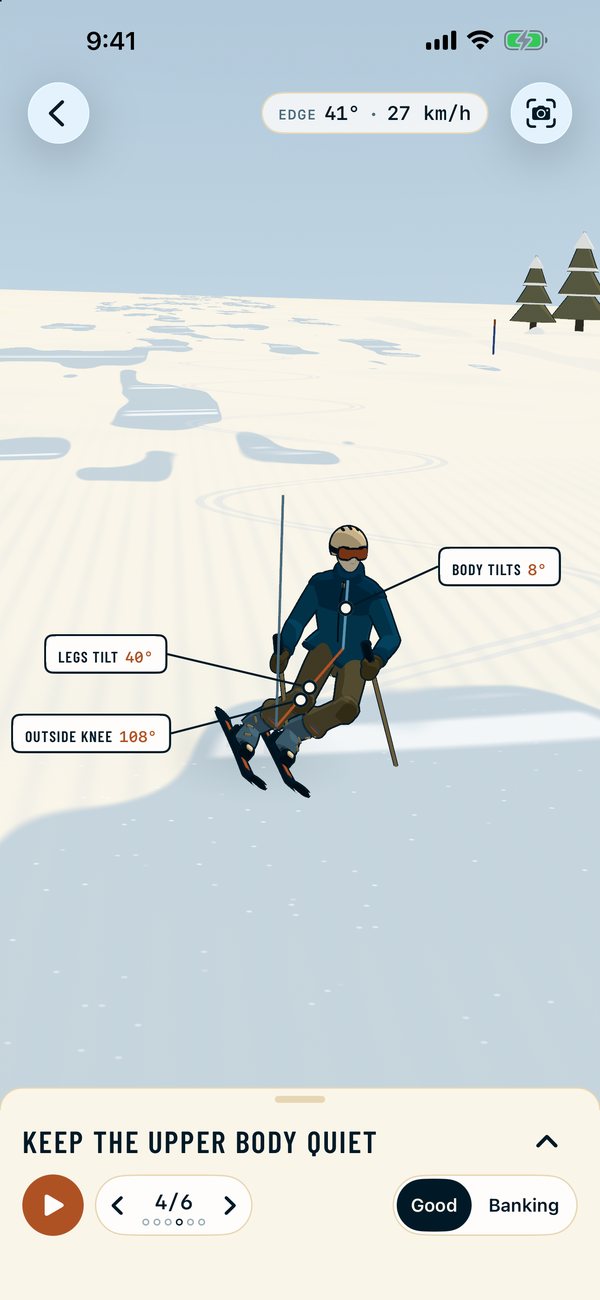 9:41
EDGE 41° · 27 km/h
BODY TILTS 8°
LEGS TILT 40°
OUTSIDE KNEE 108°
KEEP THE UPPER BODY QUIET
4/6
Good Banking